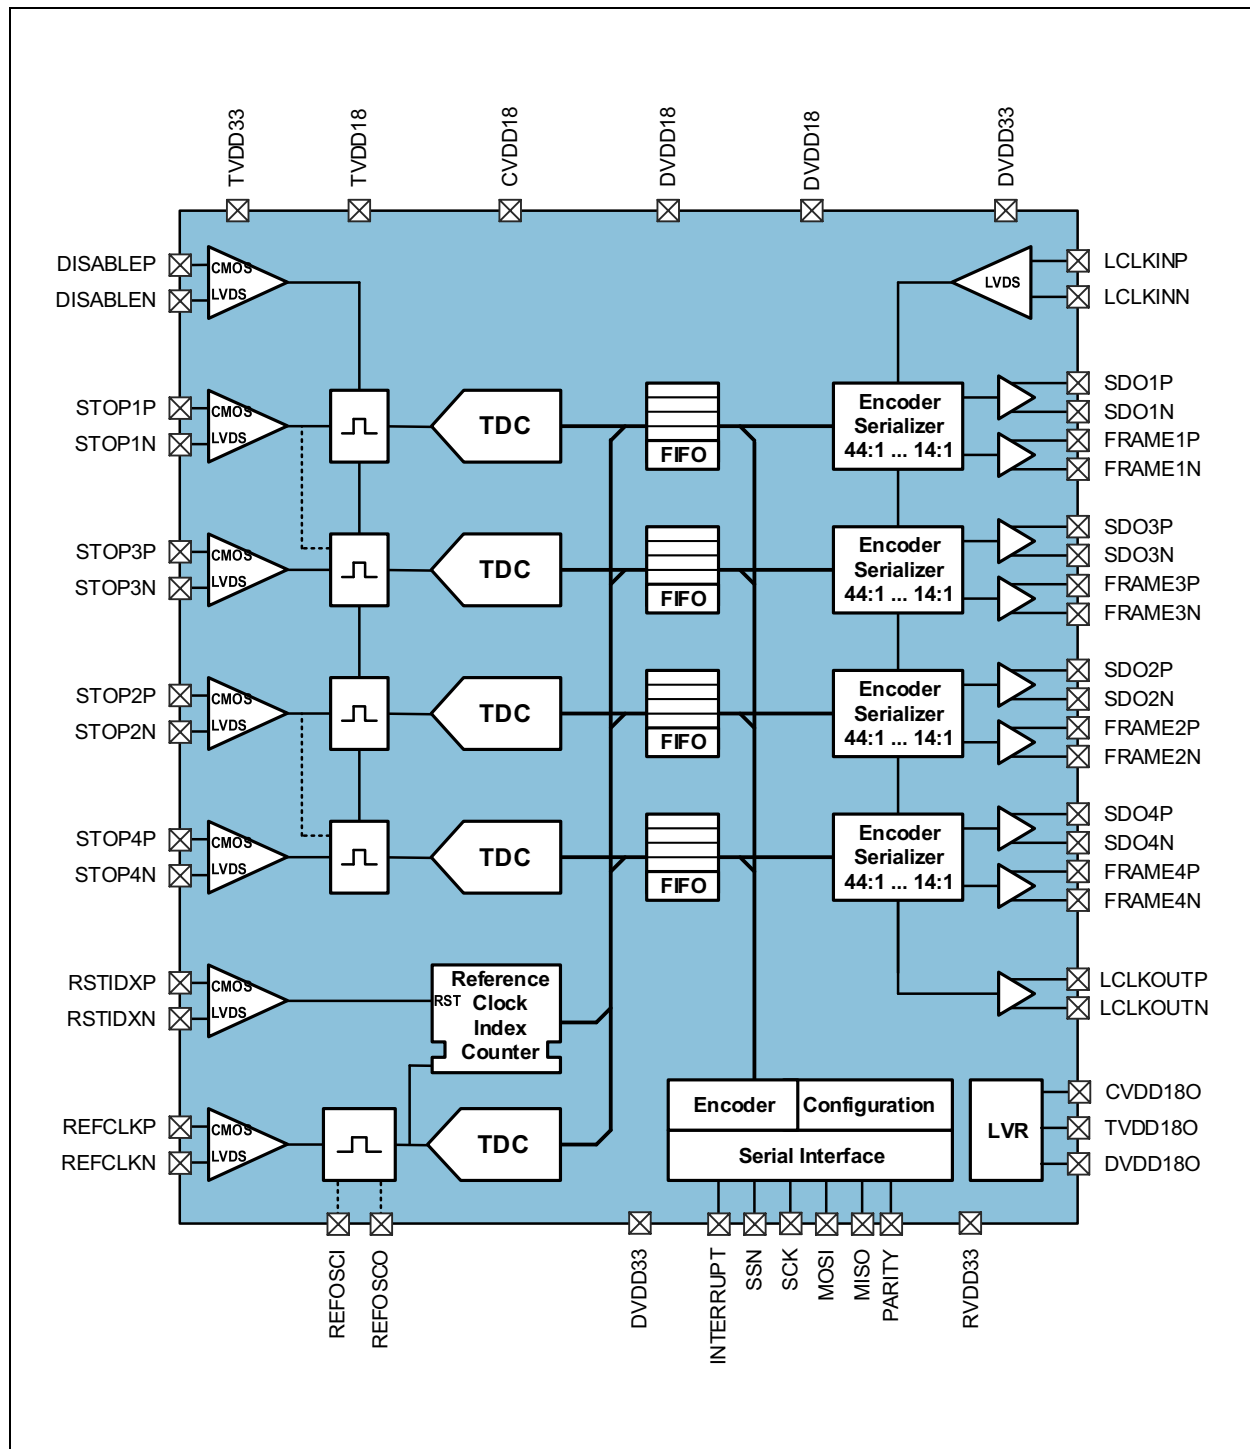 TVDD33
TVDD18
CVDD18
DVDD18
DVDD18
DVDD33
DISABLEP
DISABLEN
CMOS
LVDS
LVDS
LCLKINP
LCLKINN
STOP1P
STOP1N
CMOS
LVDS
TDC
FIFO
Encoder
Serializer
44:1 ... 14:1
SDO1P
SDO1N
FRAME1P
FRAME1N
STOP3P
STOP3N
CMOS
LVDS
TDC
FIFO
Encoder
Serializer
44:1 ... 14:1
SDO3P
SDO3N
FRAME3P
FRAME3N
STOP2P
STOP2N
CMOS
LVDS
TDC
FIFO
Encoder
Serializer
44:1 ... 14:1
SDO2P
SDO2N
FRAME2P
FRAME2N
STOP4P
STOP4N
CMOS
LVDS
TDC
FIFO
Encoder
Serializer
44:1 ... 14:1
SDO4P
SDO4N
FRAME4P
FRAME4N
RSTIDXP
RSTIDXN
CMOS
LVDS
RST
Reference
Clock
Index
Counter
LCLKOUTP
LCLKOUTN
REFCLKP
REFCLKN
CMOS
LVDS
TDC
Encoder
Configuration
Serial Interface
LVR
CVDD18O
TVDD18O
DVDD18O
REFOSCI
REFOSCO
DVDD33
INTERRUPT
SSN
SCK
MOSI
MISO
PARITY
RVDD33